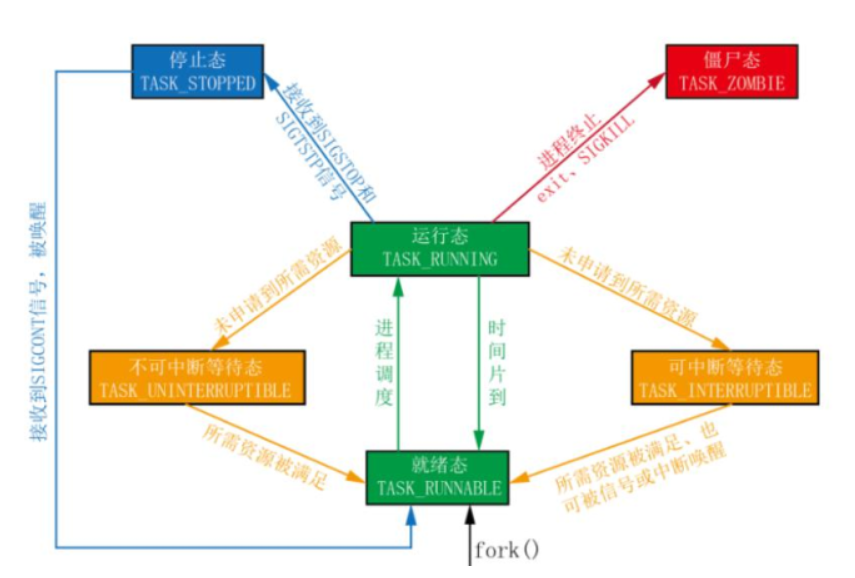 停止态
TASK_STOPPED
僵尸态
TASK_ZOMBIE
接收到SIGSTOP和
SIGTSTP信号
进程终止
exit、SIGKILL
运行态
TASK_RUNNING
接收到SIGCONT信号，被唤醒
未申请到所需资源
未申请到所需资源
进程调度
时间片到
不可中断等待态
TASK_UNINTERRUPTIBLE
可中断等待态
TASK_INTERRUPTIBLE
所需资源被满足
所需资源被满足、也
可被信号或中断唤醒
就绪态
TASK_RUNNABLE
fork()